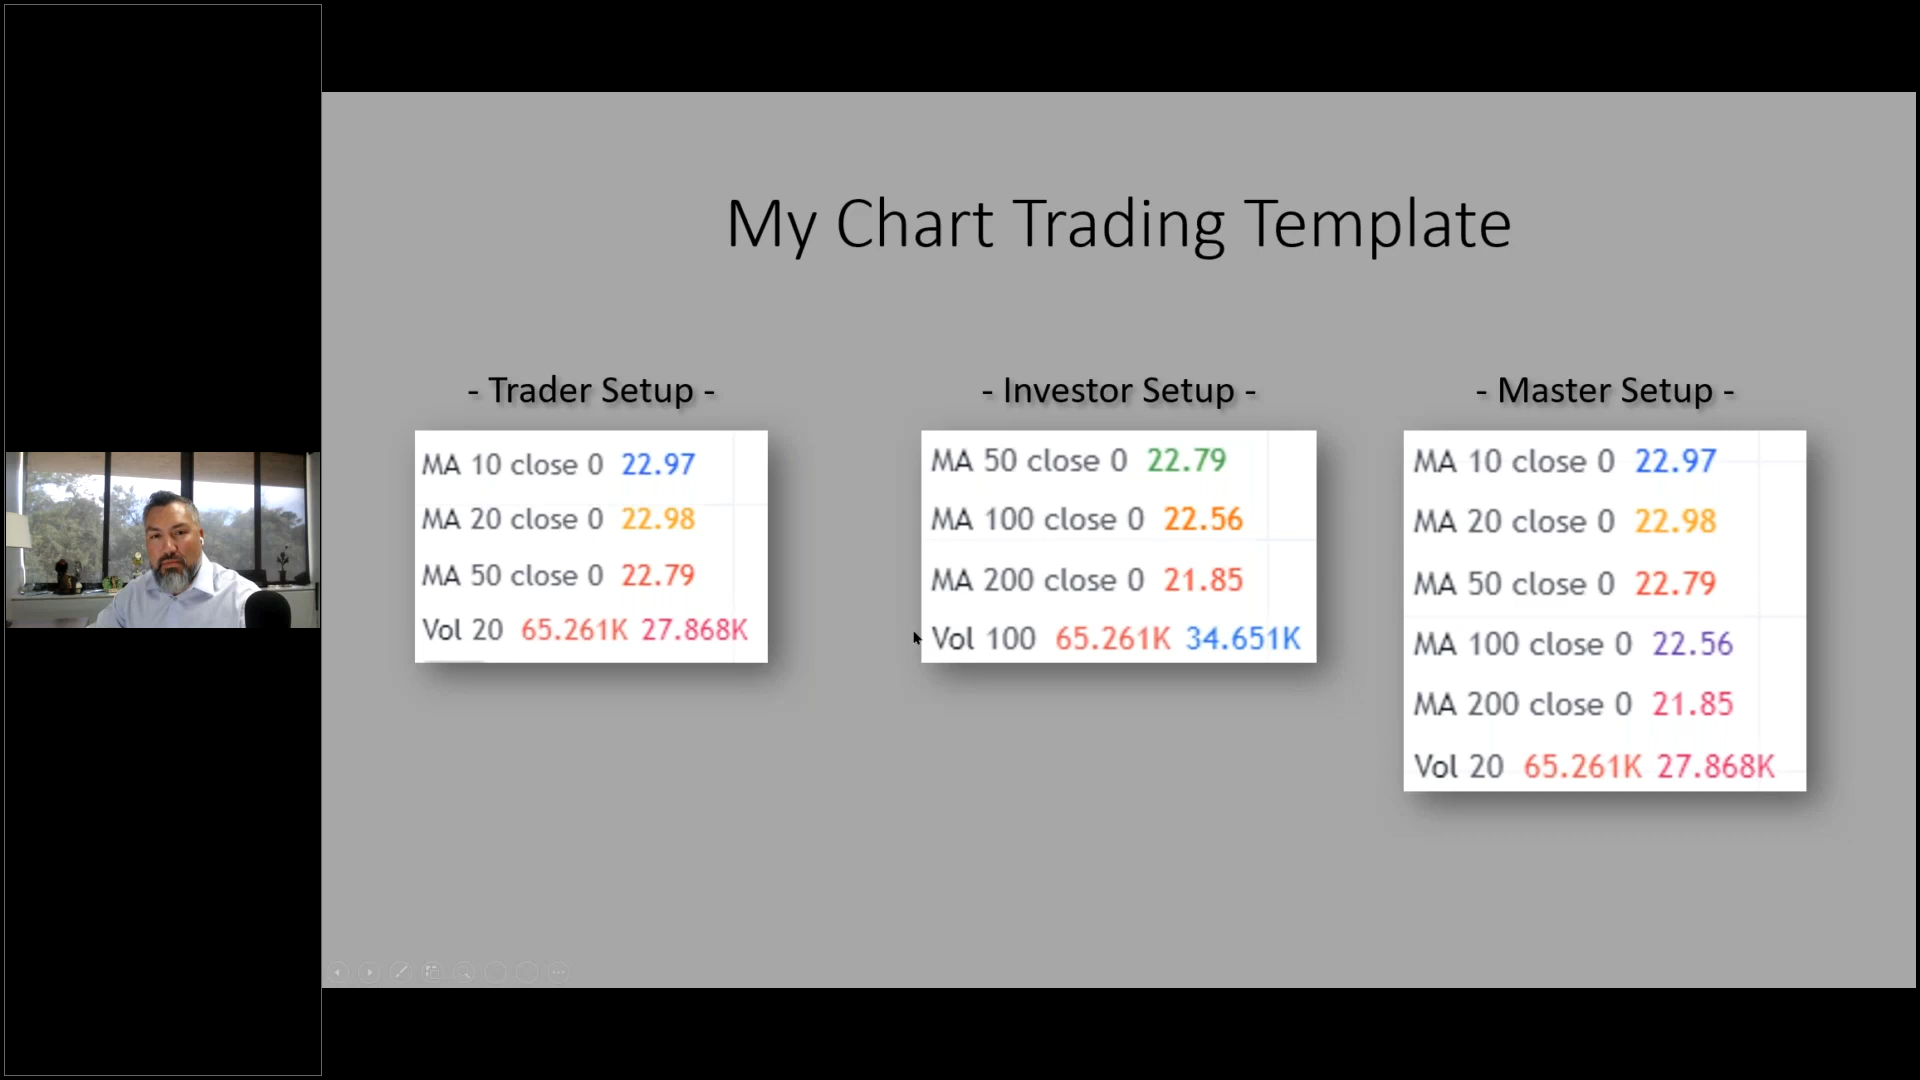 My Chart Trading Template
- Trader Setup -
MA 10 close 0 22.97
MA 20 close 0 22.98
MA 50 close 0 22.79
Vol 20 65.261K 27.868K
- Investor Setup -
MA 50 close 0 22.79
MA 100 close 0 22.56
MA 200 close 0 21.85
Vol 100 65.261K 34.651K
- Master Setup -
MA 10 close 0 22.97
MA 20 close 0 22.98
MA 50 close 0 22.79
MA 100 close 0 22.56
MA 200 close 0 21.85
Vol 20 65.261K 27.868K